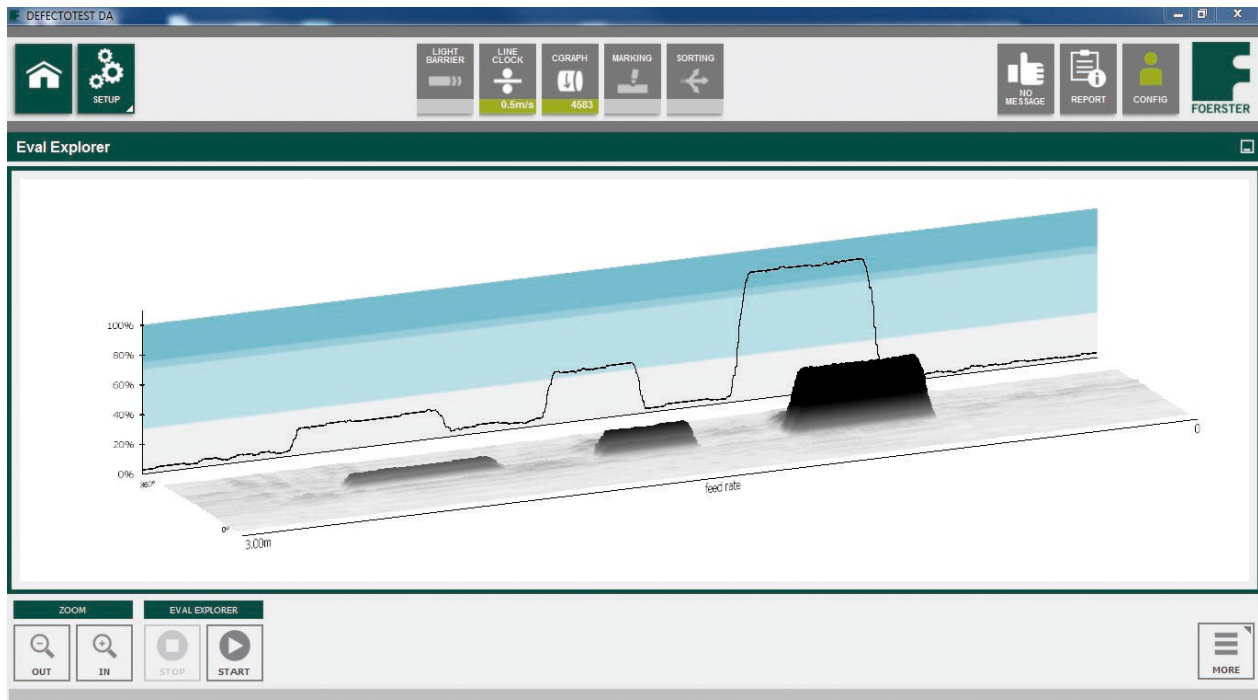 DEFECTOTEST DA
SETUP
LIGHT
BARRIER
LINE
CLOCK
0.5m/s
CGRAPH
4583
MARKING
SORTING
NO
MESSAGE
REPORT
CONFIG
FOERSTER
Eval Explorer
100%
80%
60%
40%
20%
0%
360°
0°
3.00m
feed rate
0
ZOOM
EVAL EXPLORER
OUT
IN
STOP
START
MORE